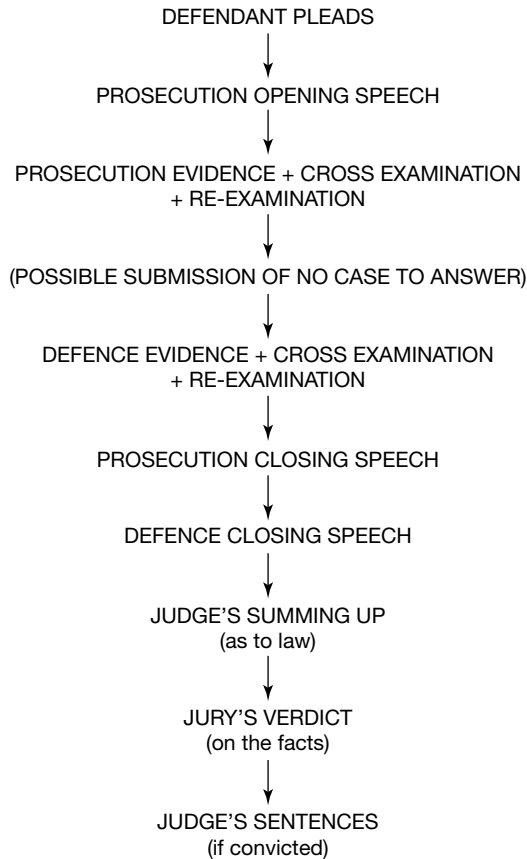 DEFENDANT PLEADS
PROSECUTION OPENING SPEECH
PROSECUTION EVIDENCE + CROSS EXAMINATION
+ RE-EXAMINATION
(POSSIBLE SUBMISSION OF NO CASE TO ANSWER)
DEFENCE EVIDENCE + CROSS EXAMINATION
+ RE-EXAMINATION
PROSECUTION CLOSING SPEECH
DEFENCE CLOSING SPEECH
JUDGE’S SUMMING UP
(as to law)
JURY’S VERDICT
(on the facts)
JUDGE’S SENTENCES
(if convicted)